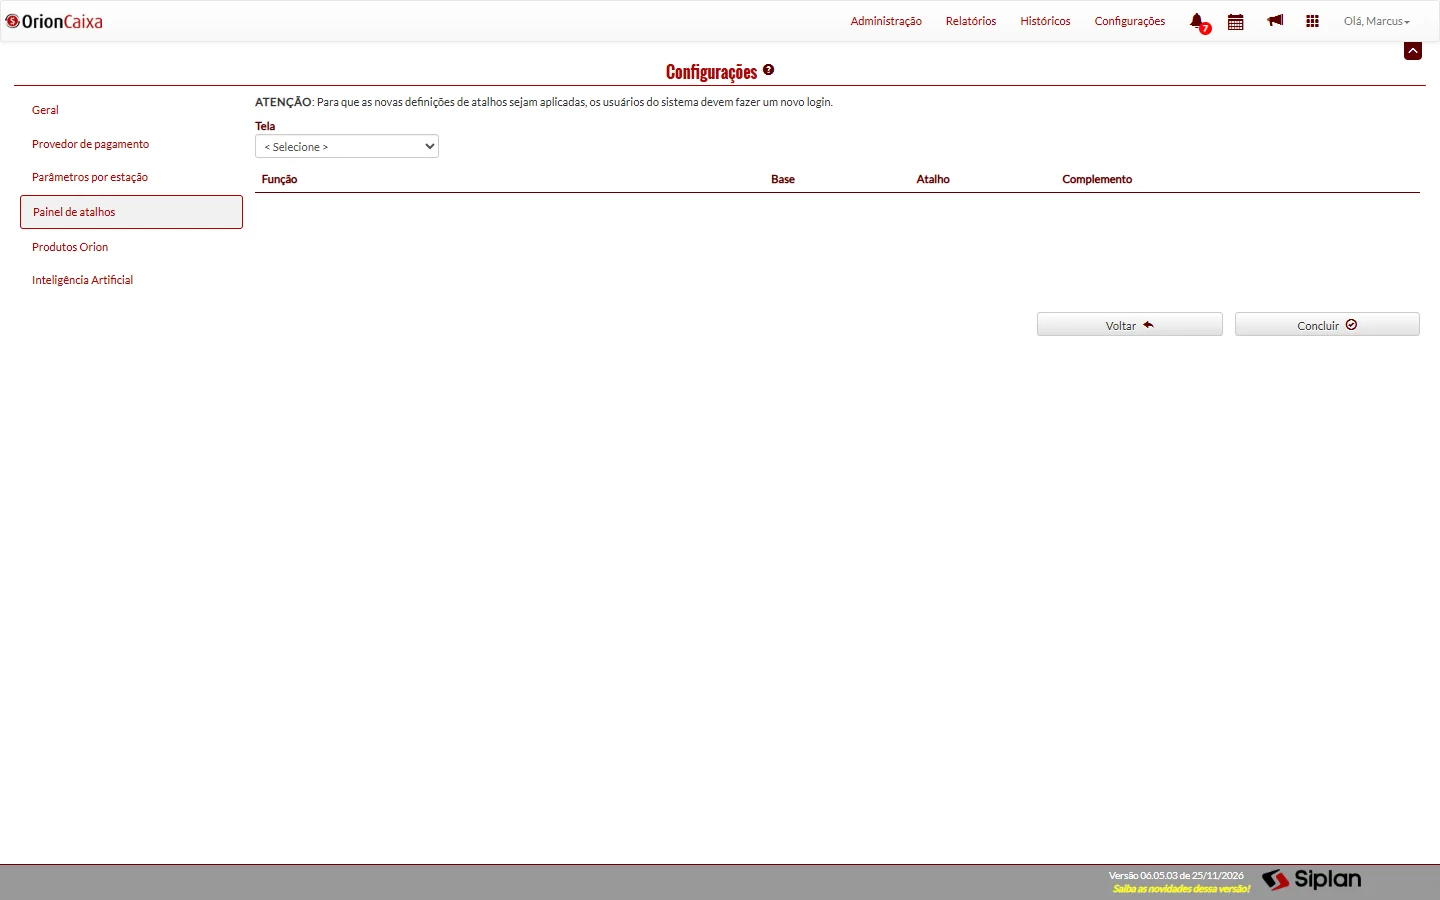 OrionCaixa
Administração Relatórios Históricos Configurações 7 Olá, Marcus
Configurações
Geral
Provedor de pagamento
Parâmetros por estação
Painel de atalhos
Produtos Orion
Inteligência Artificial
ATENÇÃO: Para que as novas definições de atalhos sejam aplicadas, os usuários do sistema devem fazer um novo login.
Tela
< Selecione >
Função Base Atalho Complemento
Voltar Concluir
Versão 06.05.03 de 25/11/2026
Saiba as novidades dessa versão!
Siplan